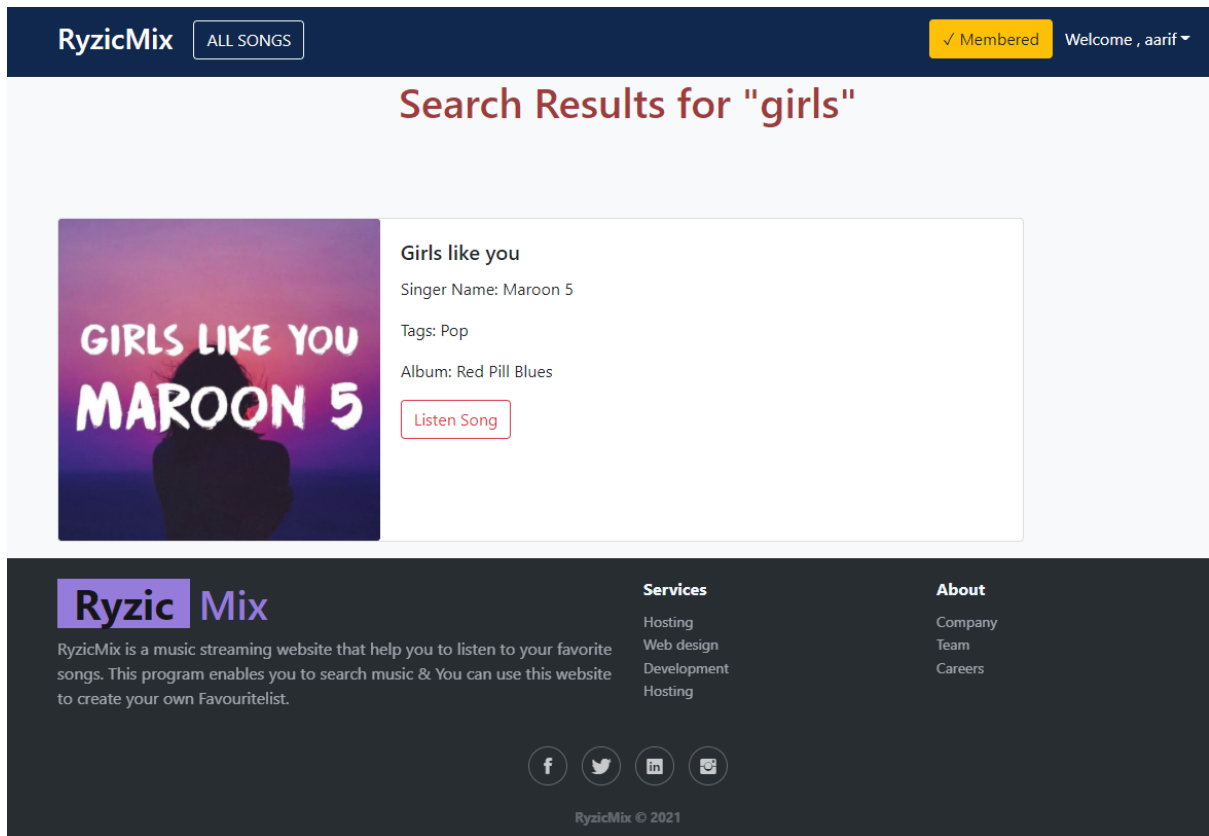 RyzicMix ALL SONGS ✓ Membered Welcome , aarif
Search Results for "girls"
GIRLS LIKE YOU
MAROON 5
Girls like you
Singer Name: Maroon 5
Tags: Pop
Album: Red Pill Blues
Listen Song
Ryzic Mix
RyzicMix is a music streaming website that help you to listen to your favorite
songs. This program enables you to search music & You can use this website
to create your own Favouritelist.
Services
Hosting
Web design
Development
Hosting
About
Company
Team
Careers
RyzicMix © 2021